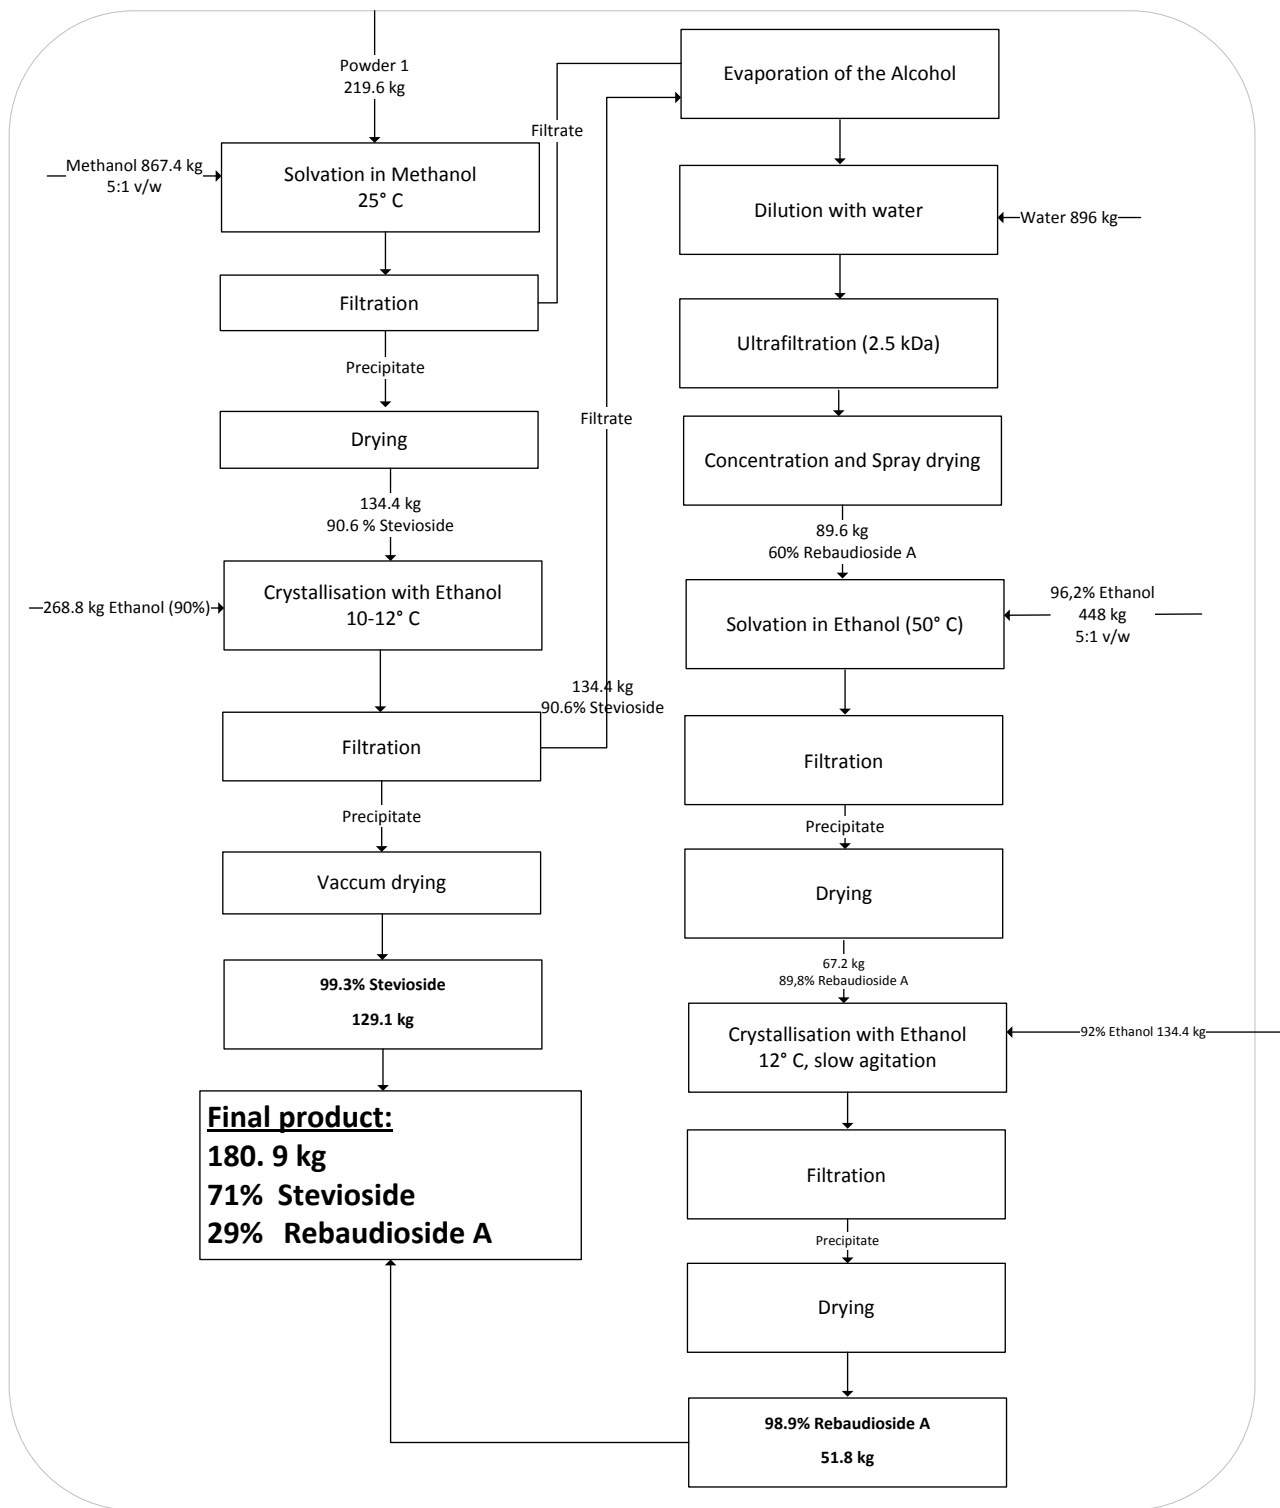 Powder 1
219.6 kg
Methanol 867.4 kg
5:1 v/w
Solvation in Methanol
25° C
Filtration
Filtrate
Precipitate
Drying
134.4 kg
90.6 % Stevioside
268.8 kg Ethanol (90%)
Crystallisation with Ethanol
10-12° C
Filtration
134.4 kg
90.6% Stevioside
Filtrate
Precipitate
Vaccum drying
99.3% Stevioside
129.1 kg
Final product:
180. 9 kg
71% Stevioside
29% Rebaudioside A
Evaporation of the Alcohol
Dilution with water
Water 896 kg
Ultrafiltration (2.5 kDa)
Concentration and Spray drying
89.6 kg
60% Rebaudioside A
Solvation in Ethanol (50° C)
96,2% Ethanol
448 kg
5:1 v/w
Filtration
Precipitate
Drying
67.2 kg
89,8% Rebaudioside A
Crystallisation with Ethanol
12° C, slow agitation
92% Ethanol 134.4 kg
Filtration
Precipitate
Drying
98.9% Rebaudioside A
51.8 kg